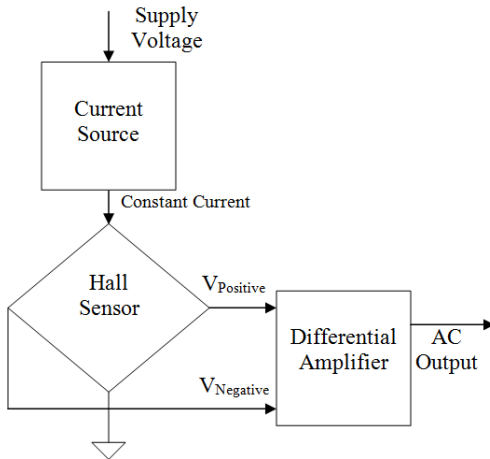 Supply
Voltage
Current
Source
Constant Current
Hall
Sensor
VPositive
Differential
Amplifier
AC
Output
VNegative